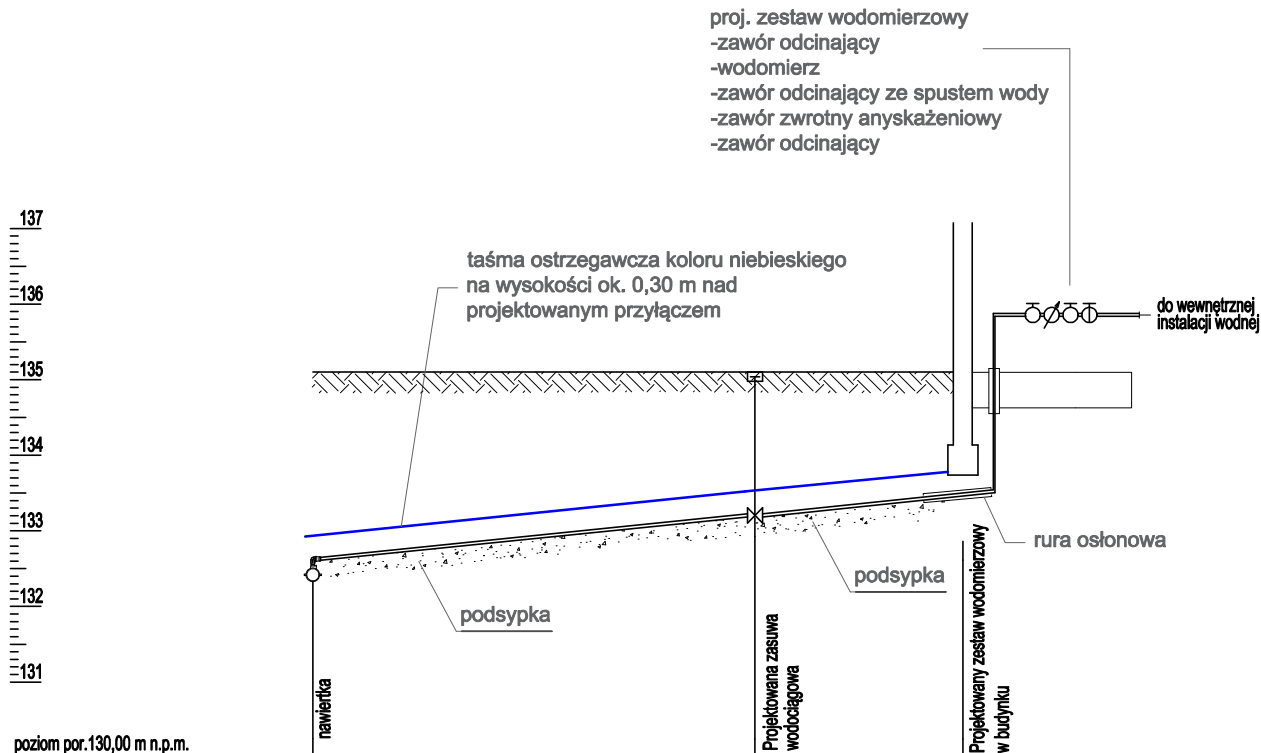 proj. zestaw wodomierzowy
-zawór odcinający
-wodomierz
-zawór odcinający ze spustem wody
-zawór zwrotny anyskażeniowy
-zawór odcinający
137
136
135
134
133
132
131
taśma ostrzegawcza koloru niebieskiego
na wysokości ok. 0,30 m nad
projektowanym przyłączem
do wewnętrznej
instalacji wodnej
rura osłonowa
podsypka
podsypka
nawiertka
Projektowana zasuwa
wodociągowa
Projektowany zestaw wodomierzowy
w budynku
poziom por.130,00 m n.p.m.